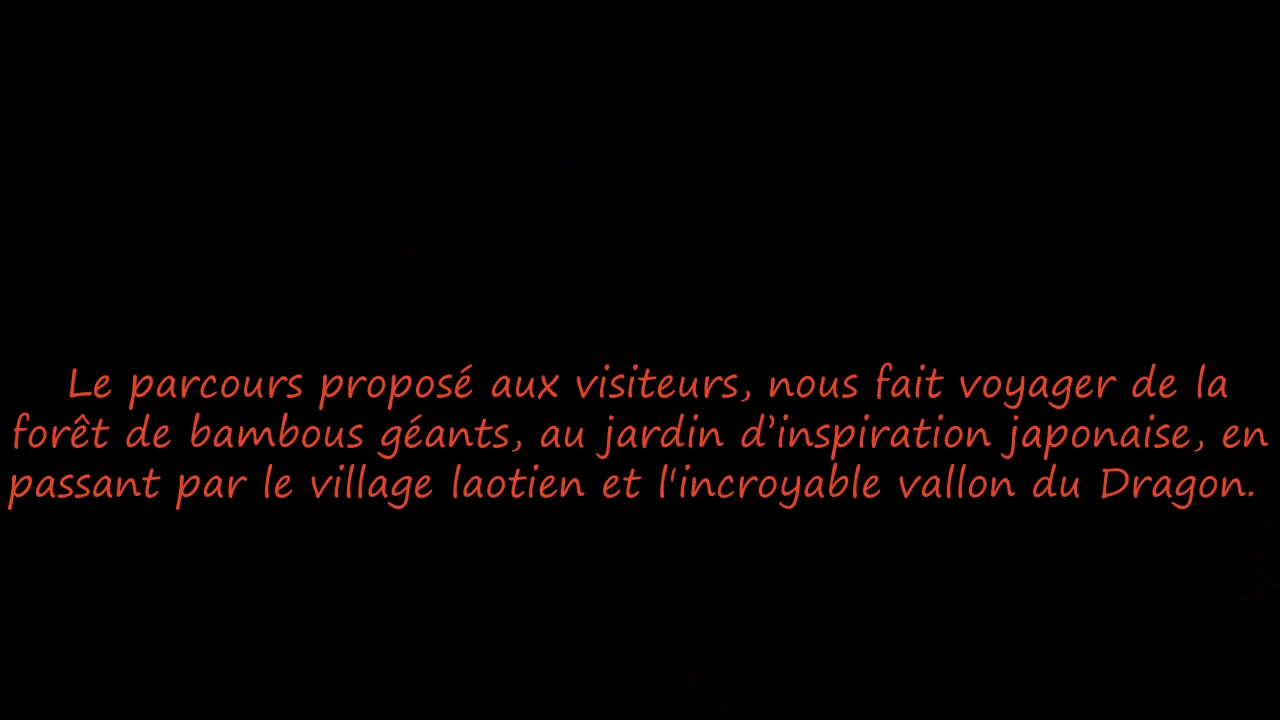 Le parcours proposé aux visiteurs, nous fait voyager de la
forêt de bambous géants, au jardin d’inspiration japonaise, en
passant par le village laotien et l'incroyable vallon du Dragon.